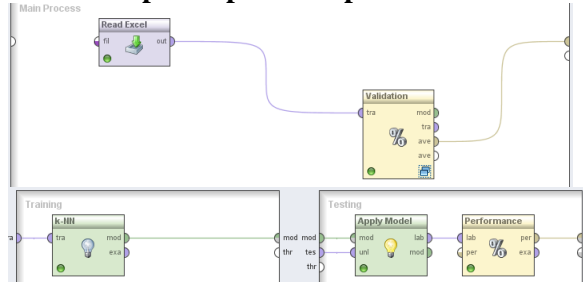 Main Process
Read Excel
fil
out
Validation
tra
mod
tra
ave
ave
Training
k-NN
tra
mod
exa
mod
thr
Testing
Apply Model
mod
mod
lab
tes
unl
mod
thr
Performance
lab
per
per
exa